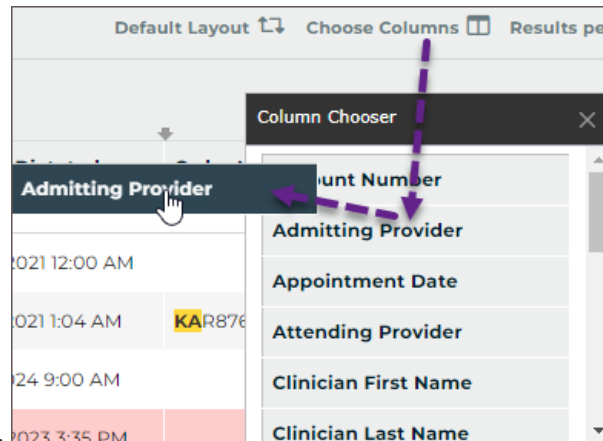 Default Layout Choose Columns Results pe
Column Chooser
Admitting Provider
ount Number
Admitting Provider
2021 12:00 AM
Appointment Date
2021 1:04 AM KAR876
Attending Provider
024 9:00 AM
Clinician First Name
2023 3:35 PM
Clinician Last Name